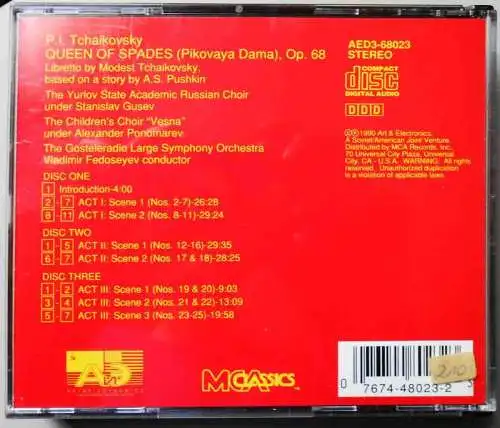 P.I. Tchaikovsky
QUEEN OF SPADES (Pikovaya Dama), Op. 68
Libretto by Modest Tchaikovsky,
based on a story by A.S. Pushkin
The Yurlov State Academic Russian Choir
under Stanislav Gusev
The Children's Choir "Vesna"
under Alexander Ponomarev
The Gosteleradio Large Symphony Orchestra
Vladimir Fedoseyev conductor
DISC ONE
1 Introduction-4:00
2 - 7 ACT I: Scene 1 (Nos. 2-7)-26:28
8 - 11 ACT I: Scene 2 (Nos. 8-11)-29:24
DISC TWO
1 - 5 ACT II: Scene 1 (Nos. 12-16)-29:35
6 - 7 ACT II: Scene 2 (Nos. 17 & 18)-28:25
DISC THREE
1 - 2 ACT III: Scene 1 (Nos. 19 & 20)-9:03
3 - 4 ACT III: Scene 2 (Nos. 21 & 22)-13:09
5 - 7 ACT III: Scene 3 (Nos. 23-25)-19:58
AED3-68023
STEREO
COMPACT
disc
DIGITAL AUDIO
DDD
©℗ 1990 Art & Electronics.
A Soviet/American Joint Venture.
Distributed by MCA Records, Inc.,
70 Universal City Plaza, Universal
City, CA - U.S.A. WARNING: All
rights reserved. Unauthorized duplication
is a violation of applicable laws.
MCA CLASSICS
0 7674-48023-2 3